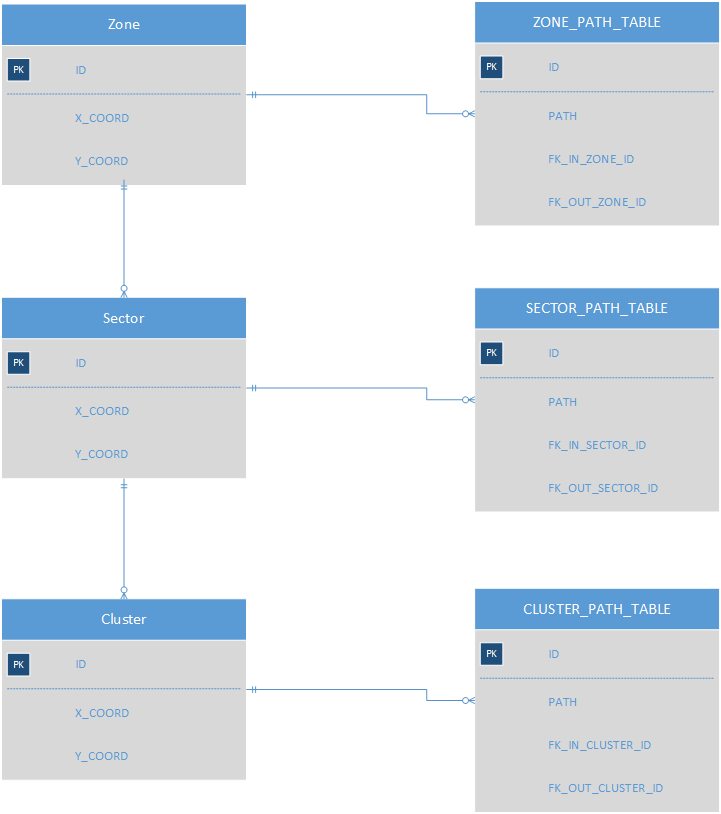 Zone
PK
ID
X_COORD
Y_COORD
ZONE_PATH_TABLE
PK
ID
PATH
FK_IN_ZONE_ID
FK_OUT_ZONE_ID
Sector
PK
ID
X_COORD
Y_COORD
SECTOR_PATH_TABLE
PK
ID
PATH
FK_IN_SECTOR_ID
FK_OUT_SECTOR_ID
Cluster
PK
ID
X_COORD
Y_COORD
CLUSTER_PATH_TABLE
PK
ID
PATH
FK_IN_CLUSTER_ID
FK_OUT_CLUSTER_ID